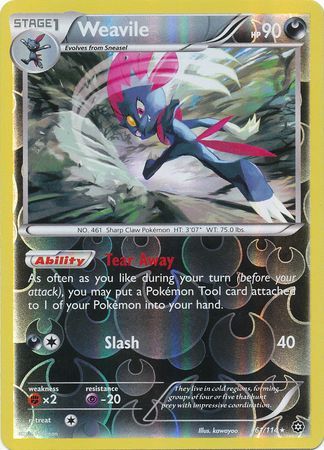 STAGE1
Weavile
HP 90
Evolves from Sneasel
NO. 461 Sharp Claw Pokémon HT: 3'07" WT: 75.0 lbs.
Ability Tear Away
As often as you like during your turn (before your
attack), you may put a Pokémon Tool card attached
to 1 of your Pokémon into your hand.
Slash 40
weakness resistance
×2 -20
retreat
They live in cold regions, forming
groups of four or five that hunt
prey with impressive coordination.
Illus. kawayoo
61/114 ★